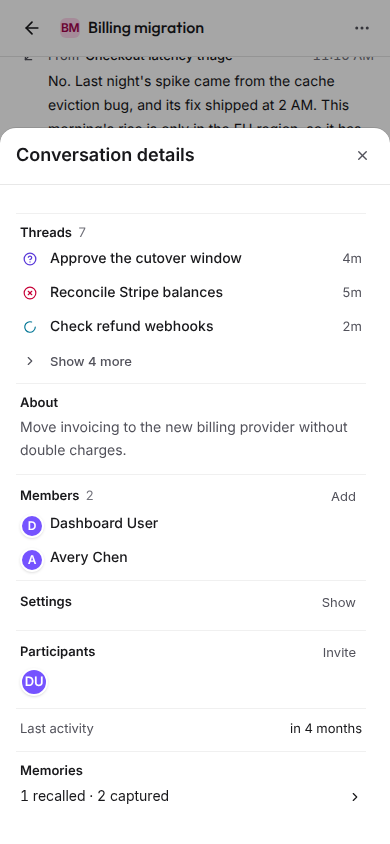 BM Billing migration
From Checkout latency triage 11:16 AM
No. Last night's spike came from the cache
eviction bug, and its fix shipped at 2 AM. This
morning's rise is only in the EU region, so it has
Conversation details
Threads 7
Approve the cutover window 4m
Reconcile Stripe balances 5m
Check refund webhooks 2m
Show 4 more
About
Move invoicing to the new billing provider without
double charges.
Members 2 Add
D Dashboard User
A Avery Chen
Settings Show
Participants Invite
DU
Last activity in 4 months
Memories
1 recalled · 2 captured